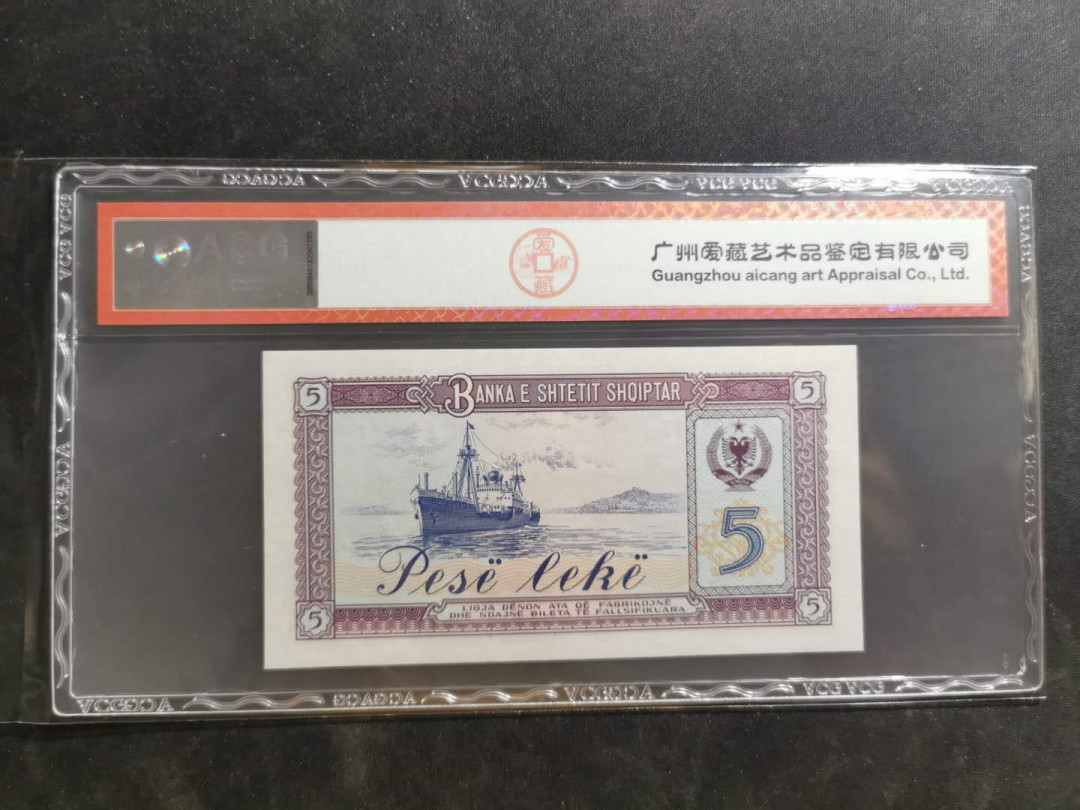 广州爱藏艺术品鉴定有限公司
Guangzhou aicang art Appraisal Co., Ltd.
爱
藏
5 BANKA E SHTETIT SHQIPTAR 5
5
Pesë lekë
LIGJA DËNON ATA QË FABRIKOJNË
DHE NDAJNË BILETA TË FALLSIFIKUARA
5 5